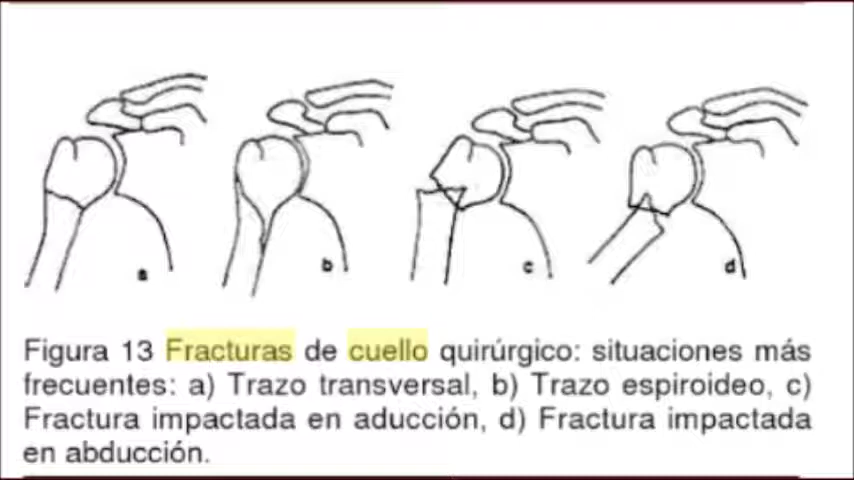 a b c d
Figura 13 Fracturas de cuello quirúrgico: situaciones más
frecuentes: a) Trazo transversal, b) Trazo espiroideo, c)
Fractura impactada en aducción, d) Fractura impactada
en abducción.